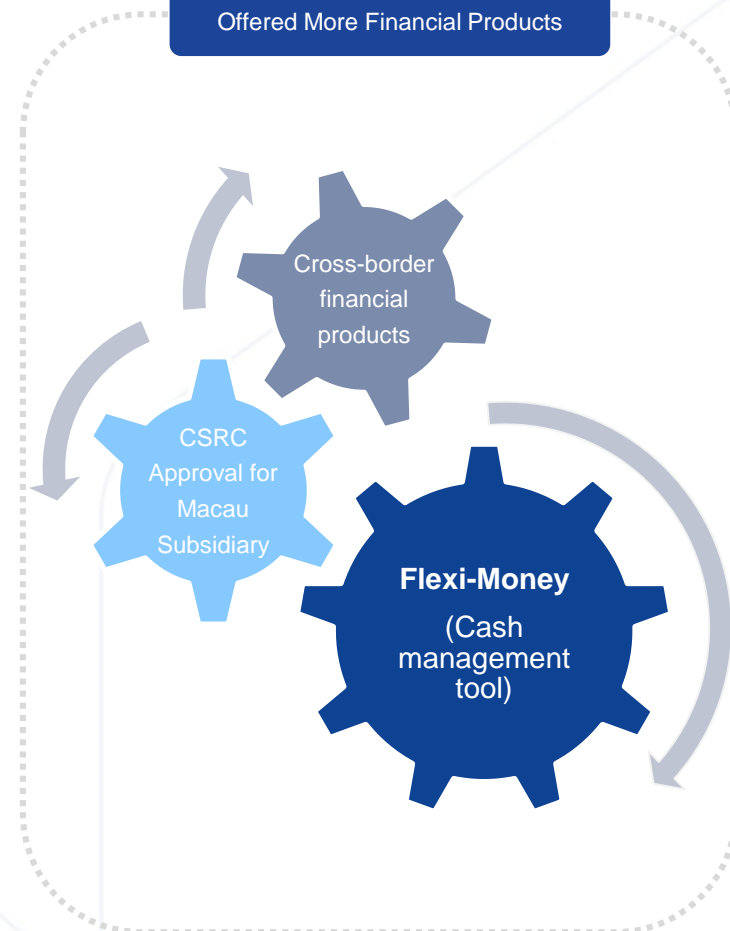 Offered More Financial Products
Cross-border
financial
products
CSRC
Approval for
Macau
Subsidiary
Flexi-Money
(Cash
management
tool)